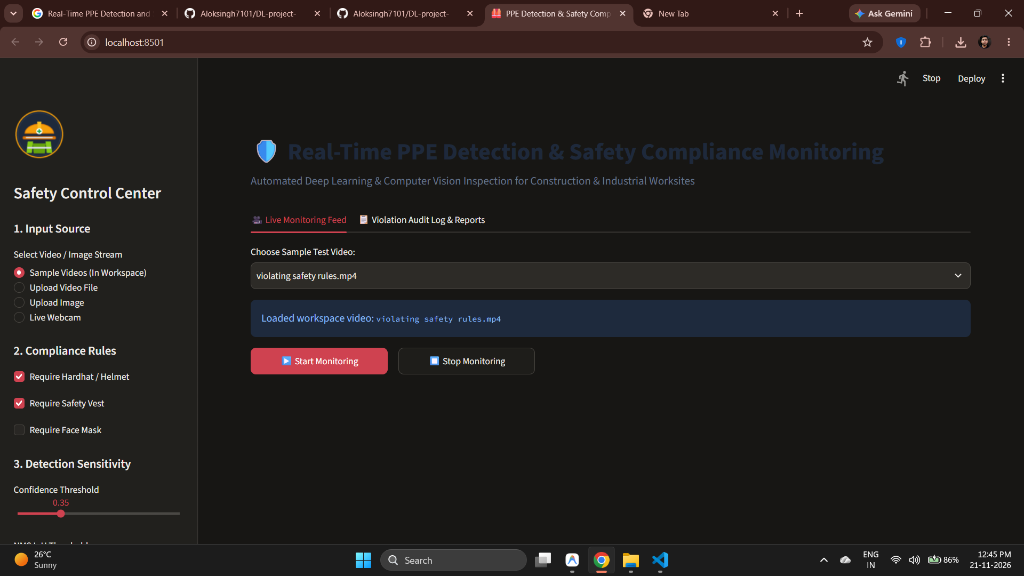 Real-Time PPE Detection and
Aloksingh7101/DL-project-
Aloksingh7101/DL-project-
PPE Detection & Safety Comp
New Tab
Ask Gemini
localhost:8501
Stop
Deploy
Safety Control Center
1. Input Source
Select Video / Image Stream
Sample Videos (In Workspace)
Upload Video File
Upload Image
Live Webcam
2. Compliance Rules
Require Hardhat / Helmet
Require Safety Vest
Require Face Mask
3. Detection Sensitivity
Confidence Threshold
0.35
Real-Time PPE Detection & Safety Compliance Monitoring
Automated Deep Learning & Computer Vision Inspection for Construction & Industrial Worksites
Live Monitoring Feed
Violation Audit Log & Reports
Choose Sample Test Video:
violating safety rules.mp4
Loaded workspace video: violating safety rules.mp4
Start Monitoring
Stop Monitoring
26°C
Sunny
Search
ENG
IN
86%
12:45 PM
21-11-2026